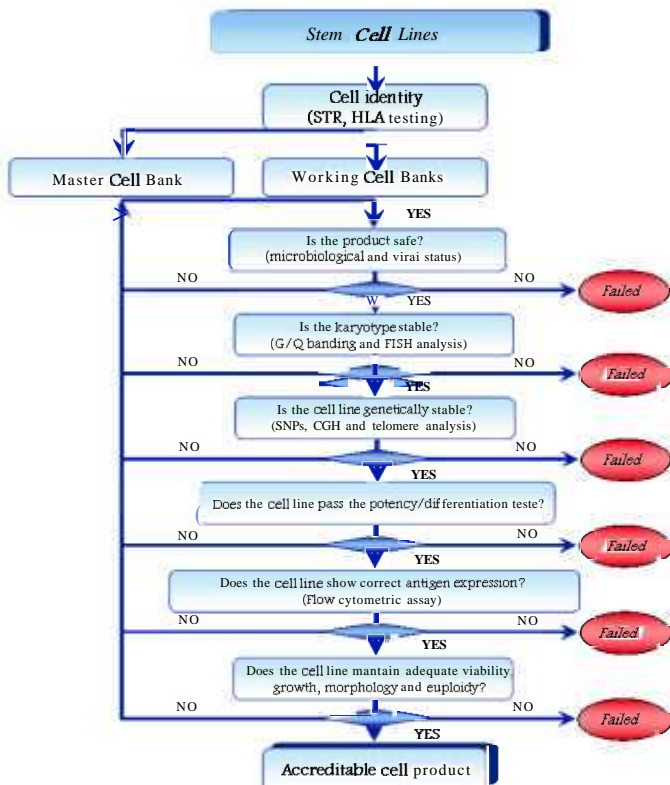 Stem Cell Lines
Cell identity
(STR, HLA testing)
Master Cell Bank
Working Cell Banks
YES
Is the product safe?
(microbiological and virai status)
NO
NO
Failed
W YES
Is the karyotype stable?
(G/Q banding and FISH analysis)
NO
NO
Failed
YES
Is the cell line genetically stable?
(SNPs, CGH and telomere analysis)
NO
NO
Failed
YES
Does the cell line pass the potency/differentiation teste?
NO
NO
Failed
YES
Does the cell line show correct antigen expression?
(Flow cytometric assay)
NO
NO
Failed
YES
Does the cell line mantain adequate viability,
growth, morphology and euploidy?
NO
NO
Failed
YES
Accreditable cell product